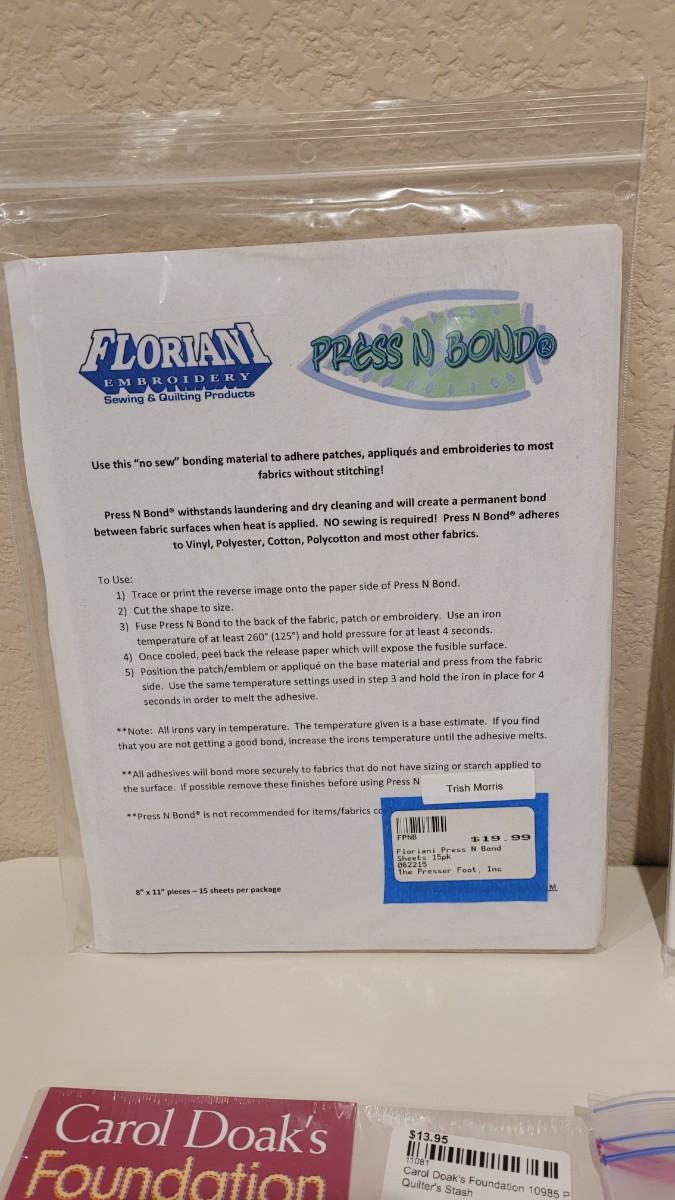 FLORIANI
EMBROIDERY
Sewing & Quilting Products
PRESS N BOND®
Use this “no sew” bonding material to adhere patches, appliqués and embroideries to most
fabrics without stitching!
Press N Bond® withstands laundering and dry cleaning and will create a permanent bond
between fabric surfaces when heat is applied. NO sewing is required! Press N Bond® adheres
to Vinyl, Polyester, Cotton, Polycotton and most other fabrics.
To Use:
1) Trace or print the reverse image onto the paper side of Press N Bond.
2) Cut the shape to size.
3) Fuse Press N Bond to the back of the fabric, patch or embroidery. Use an iron
temperature of at least 260° (125°) and hold pressure for at least 4 seconds.
4) Once cooled, peel back the release paper which will expose the fusible surface.
5) Position the patch/emblem or appliqué on the base material and press from the fabric
side. Use the same temperature settings used in step 3 and hold the iron in place for 4
seconds in order to melt the adhesive.
**Note: All irons vary in temperature. The temperature given is a base estimate. If you find
that you are not getting a good bond, increase the irons temperature until the adhesive melts.
**All adhesives will bond more securely to fabrics that do not have sizing or starch applied to
the surface. If possible remove these finishes before using Press N
Trish Morris
**Press N Bond® is not recommended for items/fabrics co
FPNB $19.99
Floriani Press N Bond
Sheets 15pk
062215
The Presser Foot, Inc
8" x 11" pieces – 15 sheets per package
M
Carol Doak's
Foundation
$13.95
11081
Carol Doak's Foundation 10985 P
Quilter's Stash